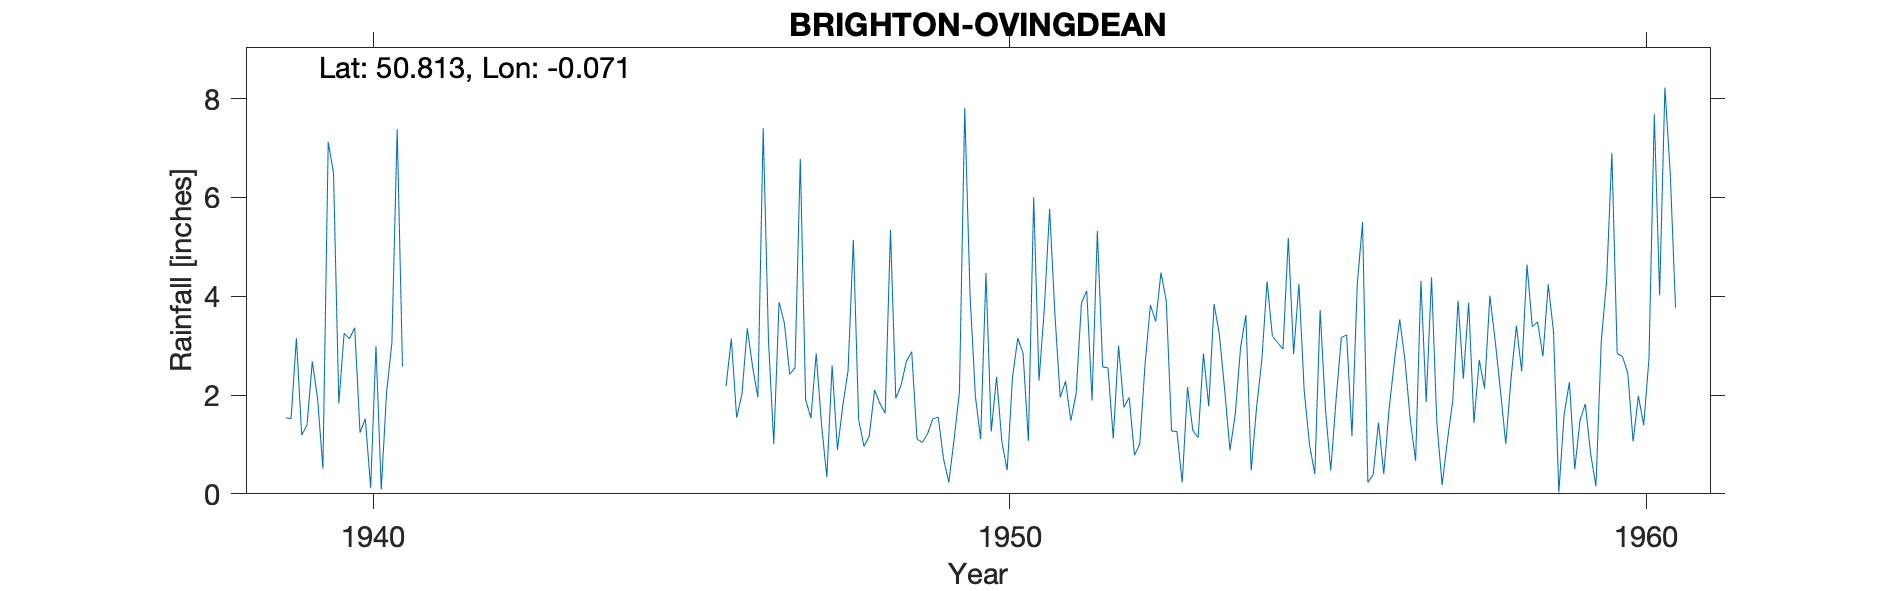 BRIGHTON-OVINGDEAN
Lat: 50.813, Lon: -0.071
8
6
4
2
0
Rainfall [inches]
1940 1950 1960
Year